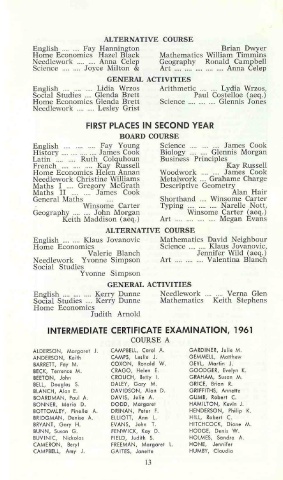 ALTERNATIVE COURSE
English .... .... Fay Hannington
Home Economics Hazel Black
Needlework .... .... Anna Celep
Science .... .... Joyce Milton &
Brian Dwyer
Mathematics William Timmins
Geography Ronald Campbell
Art .... .... .... .... .... Anna Celep
GENERAL ACTIVITIES
English .... .... .... Lidia Wrzos
Social Studies .... Glenda Brett
Home Economics Glenda Brett
Needlework .... .... Lesley Grist
Arithmetic .... .... Lydia Wrzos,
Paul Costelloe (aeq.)
Science .... .... .... Glennis Jones
FIRST PLACES IN SECOND YEAR
BOARD COURSE
English .... .... .... Fay Young
History .... .... .... James Cook
Latin .... .... Ruth Colquhoun
French .... .... .... Kay Russell
Home Economics Helen Annan
Needlework Christine Williams
Maths I .... Gregory McGrath
Maths II .... .... James Cook
General Maths
Winsome Carter
Geography .... .... John Morgan
Keith Maddison (aeq.)
Science .... .... .... James Cook
Biology .... .... Glennis Morgan
Business Principles
Kay Russell
Woodwork .... .... James Cook
Metalwork .... Grahame Charge
Descriptive Geometry
Alan Hair
Shorthand .... Winsome Carter
Typing .... .... .... Narelle Nott,
Winsome Carter (aeq.)
Art .... .... .... .... Megan Evans
ALTERNATIVE COURSE
English .... Klaus Jovanovic
Home Economics
Valerie Blanch
Needlework Yvonne Simpson
Social Studies
Yvonne Simpson
Mathematics David Neighbour
Science .... .... Klaus Jovanovic,
Jennifer Wild (aeq.)
Art .... .... .... Valentina Blanch
GENERAL ACTIVITIES
English .... .... .... Kerry Dunne
Social Studies .... Kerry Dunne
Home Economics
Judith Arnold
Needlework .... .... Verna Glen
Mathematics Keith Stephens
INTERMEDIATE CERTIFICATE EXAMINATION, 1961
COURSE A
ALDERSON, Margaret J.
ANDERSON, Keith
BARRETT, Fay N.
BECK, Terrence M.
BEETON, John
BELL, Douglas S.
BLANCH, Alan E.
BOARDMAN, Paul A.
BONNER, Marie D.
BOTTOMLEY, Finella A.
BRIDGMAN, Denise A.
BRYANT, Gary H.
BUNN, Susan G.
BUVINIC, Nickolas
CAMERON, Beryl
CAMPBELL, Amy J.
CAMPBELL, Carol A.
CAMPS, Leslie J.
COXON, Ronald W.
CRAGO, Helen F.
CROUCH, Betty I.
DALEY, Gary M.
DAVIDSON, Alan D.
DAVIS, Julie A.
DODD, Margaret
DRINAN, Peter F.
ELLIOTT, Ann L.
EVANS, John T.
FENWICK, Kay D.
FIELD, Judith S.
FREEMAN, Margaret L.
GAITES, Janette
GARDINER, Julie M.
GEMMELL, Matthew
GEYL, Martin J.
GOODGER, Evelyn K.
GRAHAM, Susan M.
GRICE, Brian R.
GRIFFITHS, Annette
GUMB, Robert C.
HAMILTON, Kevin J.
HENDERSON, Philip K.
HILL, Robert C.
HITCHCOCK, Diane M.
HODGE, Denis W.
HOLMES, Sandra A.
HONE, Jennifer
HUMBY, Claudio
13